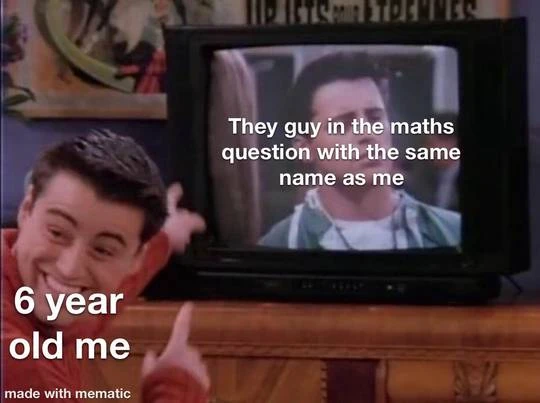 They guy in the maths
question with the same
name as me
6 year
old me
made with mematic